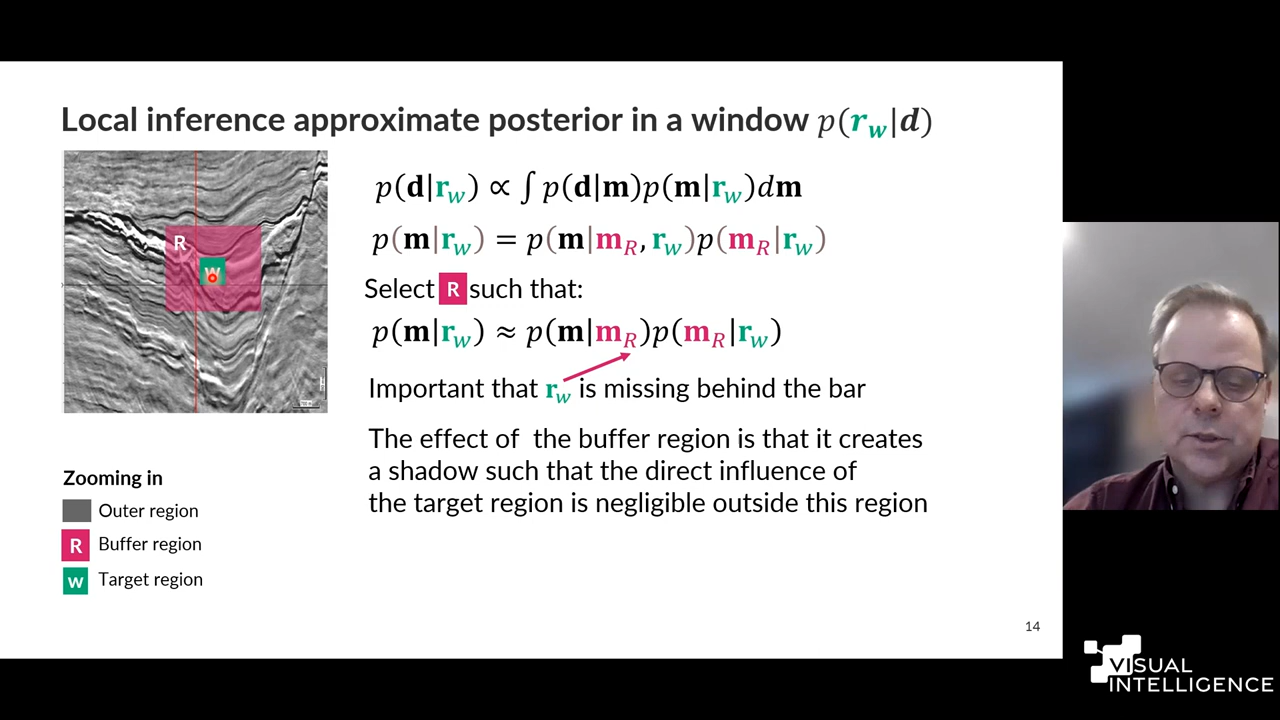 Local inference approximate posterior in a window p(r_w|d)
R
w
p(d|r_w) ∝ ∫ p(d|m)p(m|r_w)dm
p(m|r_w) = p(m|m_R, r_w)p(m_R|r_w)
Select R such that:
p(m|r_w) ≈ p(m|m_R)p(m_R|r_w)
Important that r_w is missing behind the bar
The effect of the buffer region is that it creates
a shadow such that the direct influence of
the target region is negligible outside this region
Zooming in
Outer region
R Buffer region
w Target region
14
VISUAL
INTELLIGENCE